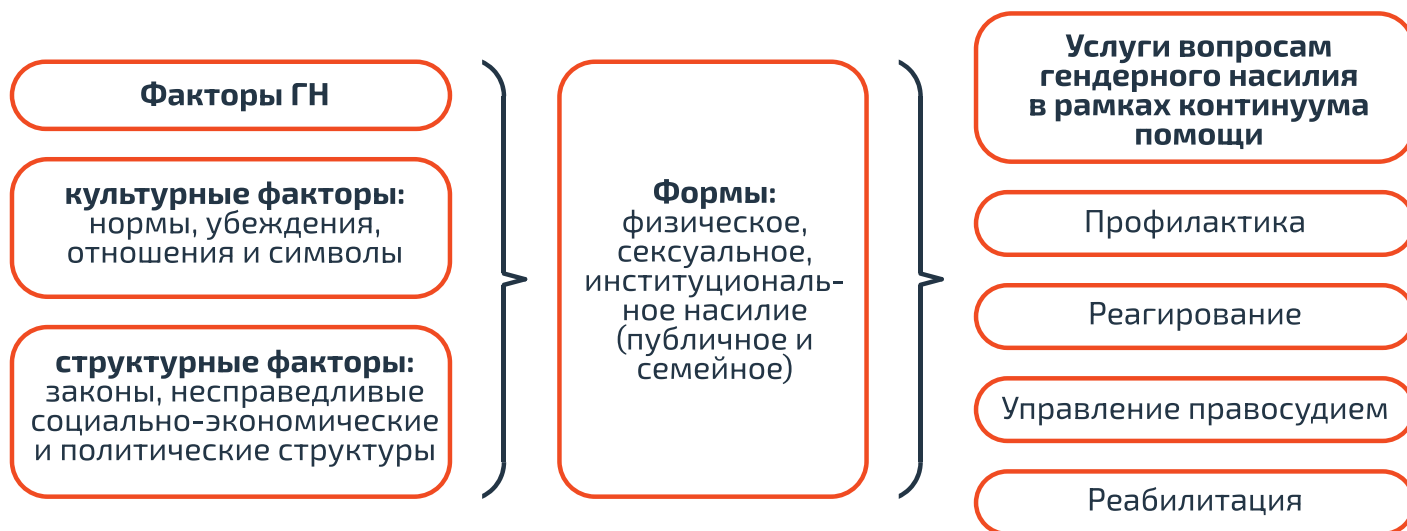 Факторы ГН
культурные факторы:
нормы, убеждения,
отношения и символы
структурные факторы:
законы, несправедливые
социально-экономические
и политические структуры
Формы:
физическое,
сексуальное,
институциональ-
ное насилие
(публичное и
семейное)
Услуги вопросам
гендерного насилия
в рамках континуума
помощи
Профилактика
Реагирование
Управление правосудием
Реабилитация